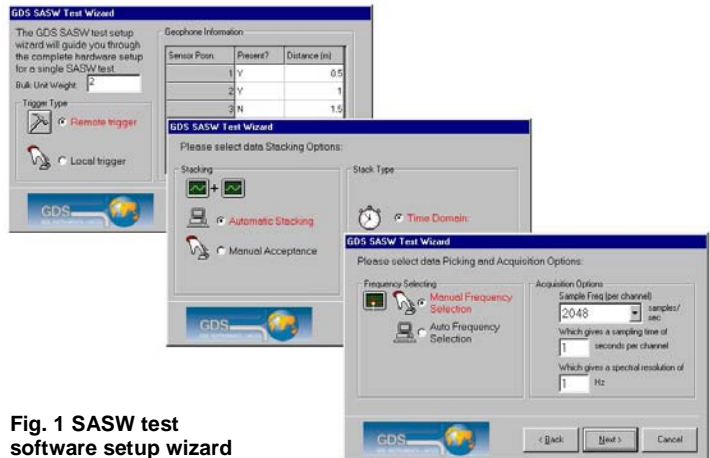 GDS SASW Test Wizard
The GDS SASW test setup
wizard will guide you through
the complete hardware setup
for a single SASW test.
Bulk Unit Weight: 2
Trigger Type
Remote trigger
Local trigger
GDS
Geophone Information
Sensor Posn. Present? Distance (m)
1 Y 0.5
2 Y 1
3 N 1.5
GDS SASW Test Wizard
Please select data Stacking Options:
Stacking
+
Automatic Stacking
Manual Acceptance
GDS
Stack Type
Time Domain
GDS SASW Test Wizard
Please select data Picking and Acquisition Options:
Frequency Selecting
Manual Frequency
Selection
Auto Frequency
Selection
Acquisition Options
Sample Freq (per channel)
2048 samples/
sec
Which gives a sampling time of
1 seconds per channel
Which gives a spectral resolution of
1 Hz
GDS
< Back Next > Cancel
Fig. 1 SASW test
software setup wizard